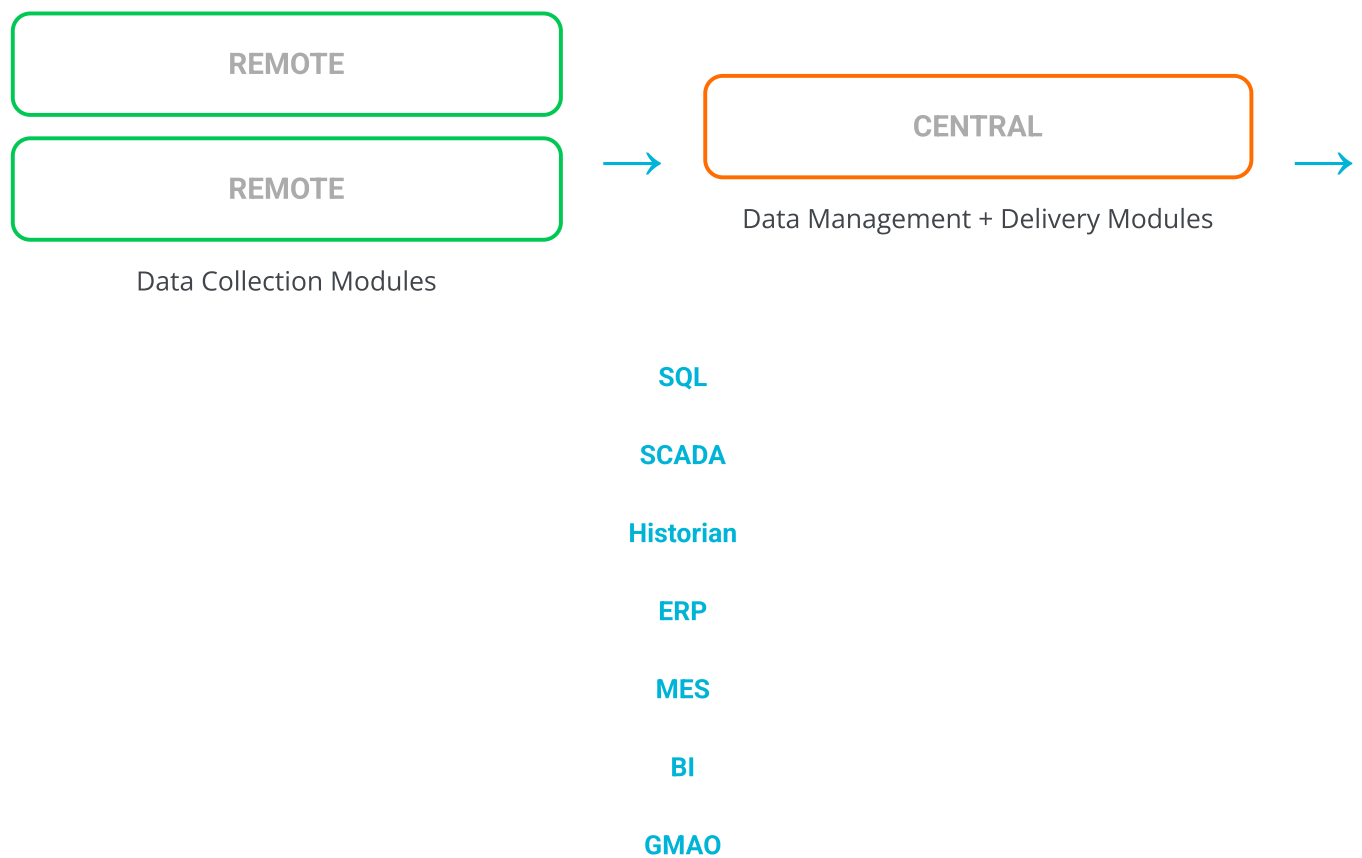 REMOTE
REMOTE
Data Collection Modules
CENTRAL
Data Management + Delivery Modules
SQL
SCADA
Historian
ERP
MES
BI
GMAO